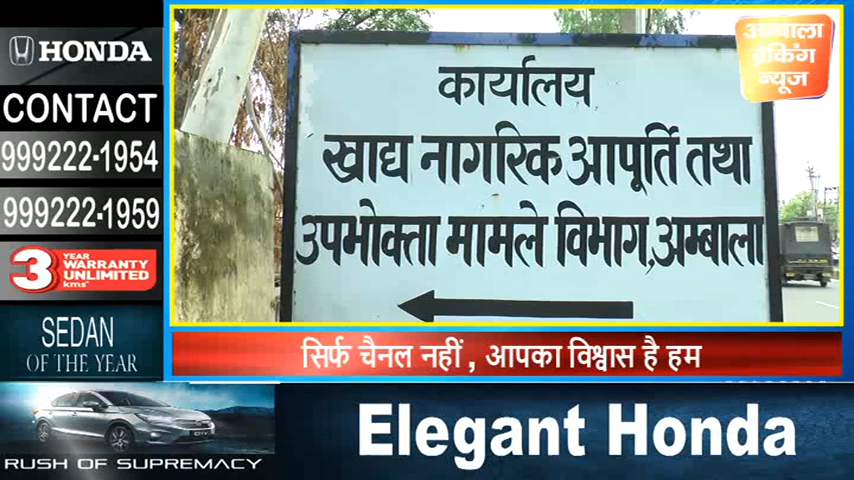 HONDA
CONTACT
999222-1954
999222-1959
3 YEAR WARRANTY UNLIMITED kms*
SEDAN
OF THE YEAR
अम्बाला
ब्रेकिंग
न्यूज
कार्यालय
खाद्य नागरिक आपूर्ति तथा
उपभोक्ता मामले विभाग, अम्बाला
सिर्फ चैनल नहीं , आपका विश्वास है हम
RUSH OF SUPREMACY
Elegant Honda